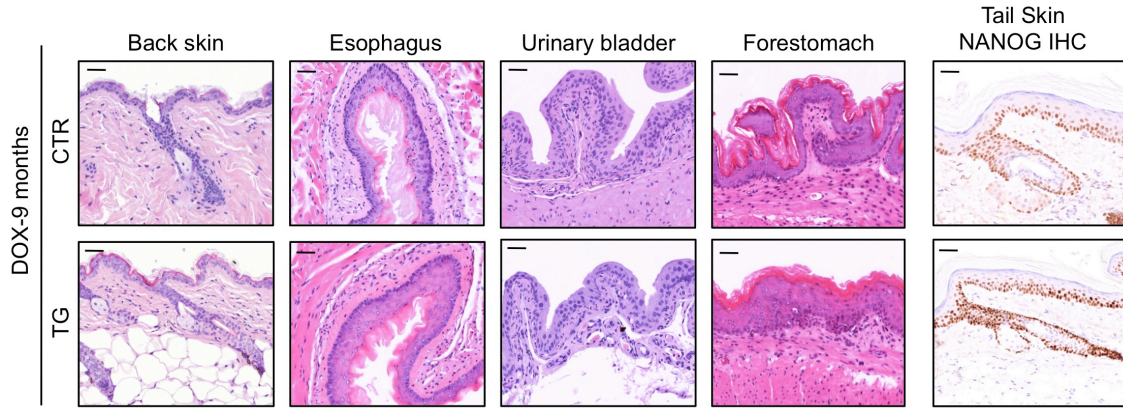 Back skin
Esophagus
Urinary bladder
Forestomach
Tail Skin
NANOG IHC
DOX-9 months
CTR
TG